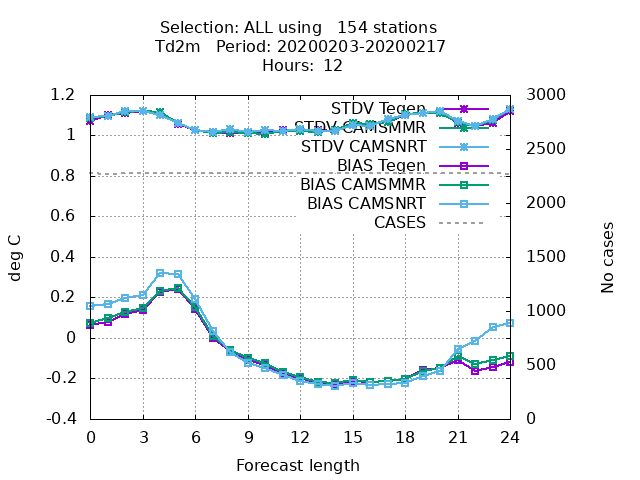 Selection: ALL using   154 stations
Td2m   Period: 20200203-20200217
Hours:  12
1.2
1
0.8
0.6
0.4
0.2
0
-0.2
-0.4
deg C
STDV Tegen
STDV CAMSMMR
STDV CAMSNRT
BIAS Tegen
BIAS CAMSMMR
BIAS CAMSNRT
CASES
3000
2500
2000
1500
1000
500
0
No cases
0 3 6 9 12 15 18 21 24
Forecast length